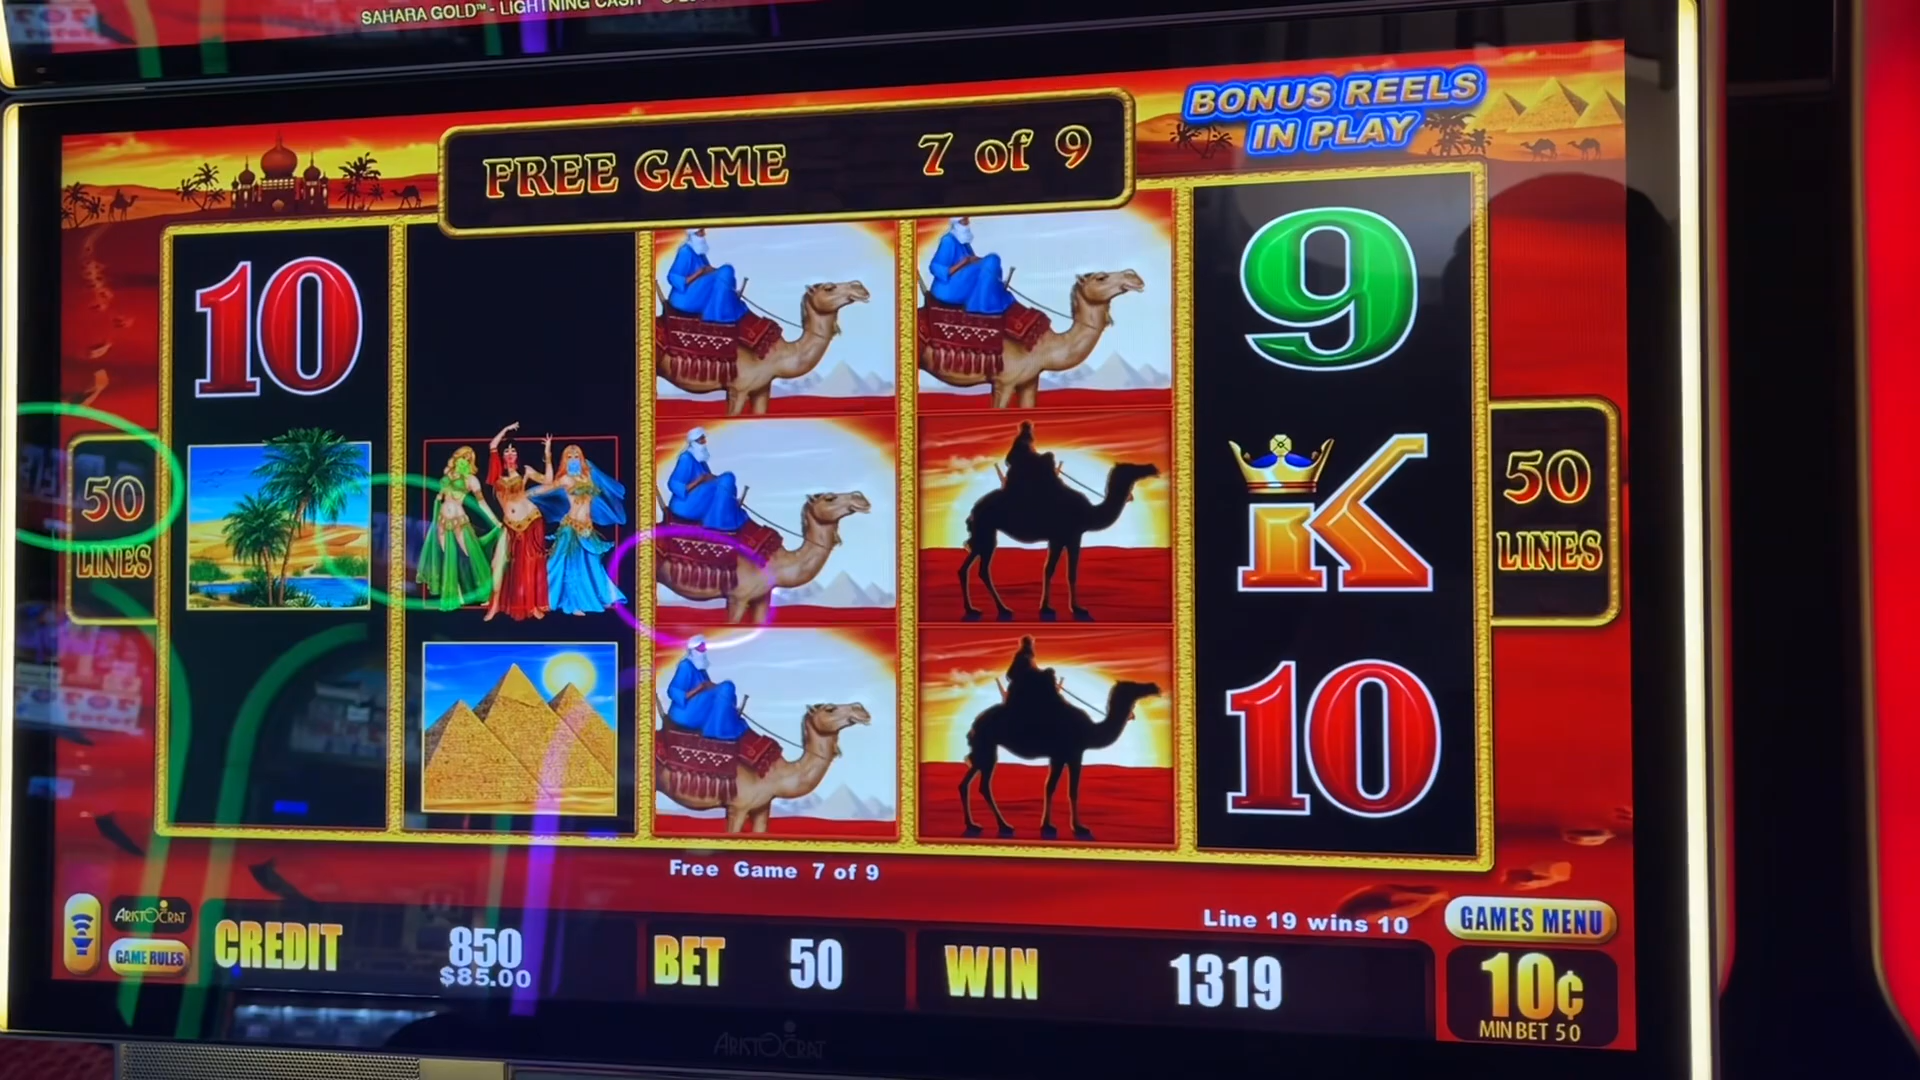 SAHARA GOLD™ - LIGHTNING CASH
FREE GAME 7 of 9
BONUS REELS
IN PLAY
10
9
K
10
50
LINES
50
LINES
Free Game 7 of 9
Line 19 wins 10
GAMES MENU
ARISTOCRAT
GAME RULES
CREDIT 850
$85.00
BET 50
WIN 1319
10¢
MIN BET 50
ARISTOCRAT